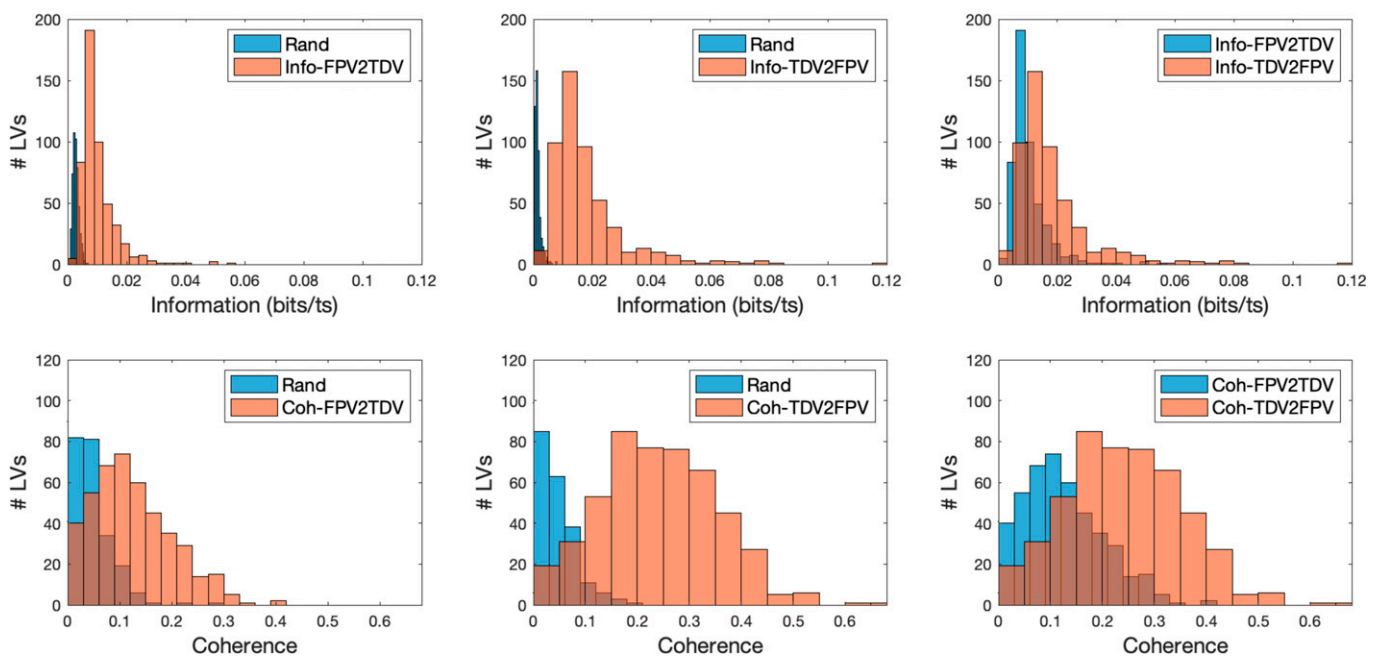 200
150
100
50
0
# LVs
Rand
Info-FPV2TDV
0 0.02 0.04 0.06 0.08 0.1 0.12
Information (bits/ts)
200
150
100
50
0
# LVs
Rand
Info-TDV2FPV
0 0.02 0.04 0.06 0.08 0.1 0.12
Information (bits/ts)
200
150
100
50
0
# LVs
Info-FPV2TDV
Info-TDV2FPV
0 0.02 0.04 0.06 0.08 0.1 0.12
Information (bits/ts)
120
100
80
60
40
20
0
# LVs
Rand
Coh-FPV2TDV
0 0.1 0.2 0.3 0.4 0.5 0.6
Coherence
120
100
80
60
40
20
0
# LVs
Rand
Coh-TDV2FPV
0 0.1 0.2 0.3 0.4 0.5 0.6
Coherence
120
100
80
60
40
20
0
# LVs
Coh-FPV2TDV
Coh-TDV2FPV
0 0.1 0.2 0.3 0.4 0.5 0.6
Coherence